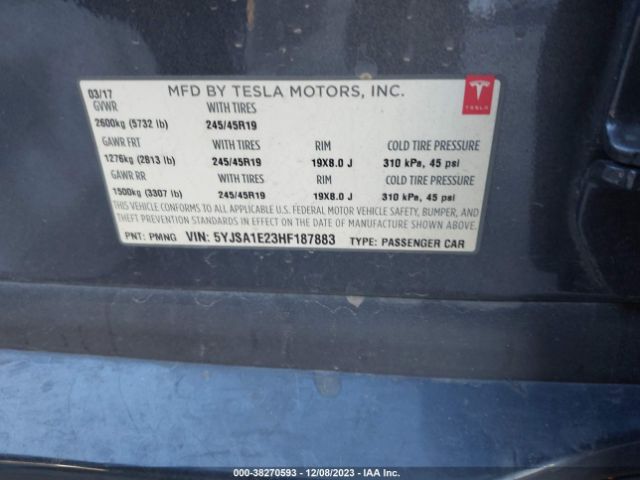 03/17 MFD BY TESLA MOTORS, INC.
TESLA
GVWR WITH TIRES
2600kg (5732 lb) 245/45R19
GAWR FRT WITH TIRES RIM COLD TIRE PRESSURE
1276kg (2813 lb) 245/45R19 19X8.0 J 310 kPa, 45 psi
GAWR RR WITH TIRES RIM COLD TIRE PRESSURE
1500kg (3307 lb) 245/45R19 19X8.0 J 310 kPa, 45 psi
THIS VEHICLE CONFORMS TO ALL APPLICABLE U.S. FEDERAL MOTOR VEHICLE SAFETY, BUMPER, AND
THEFT PREVENTION STANDARDS IN EFFECT ON THE DATE OF MANUFACTURE SHOWN ABOVE.
PNT: PMNG VIN: 5YJSA1E23HF187883 TYPE: PASSENGER CAR
000-38270593 - 12/08/2023 - IAA Inc.